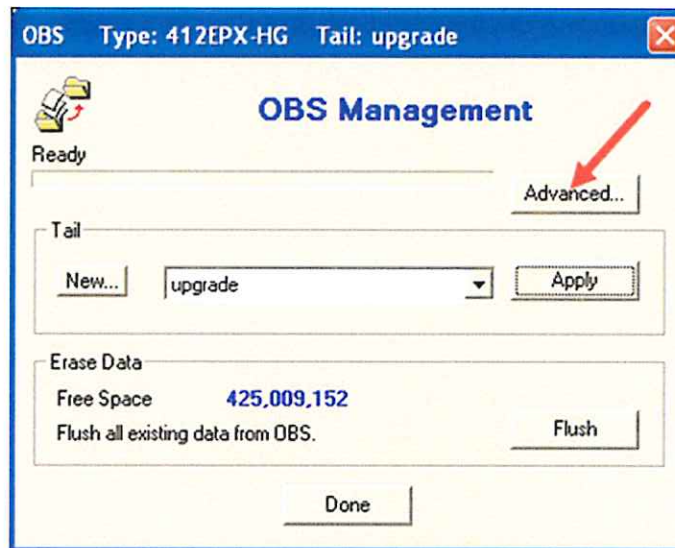 OBS Type: 412EPX-HG Tail: upgrade
OBS Management
Ready
Advanced...
Tail
New... upgrade Apply
Erase Data
Free Space 425,009,152
Flush all existing data from OBS. Flush
Done